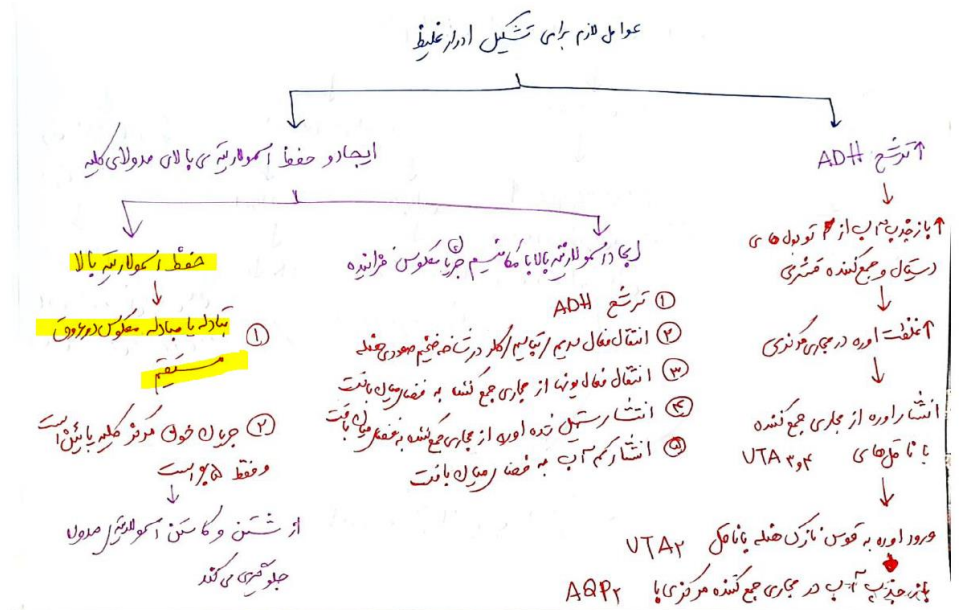 عوامل لازم برای تشکیل ادرار غلیظ
↑ ترشح ADH
↑ بازجذب آب از توبول های
دیستال و جمع کننده قشری
↑ غلظت اوره در مجاری
انتشار اوره از مجاری جمع کننده
با ناقل های UTA ۳و۴
ورود اوره به قوس نازک هنله با ناقل UTA۲
بازجذب آب در مجاری جمع کننده مرکزی با AQP۲
ایجاد و حفظ اسمولاریته ی بالای مدولای کلیه
ایجاد اسمولاریته بالا با مکانیسم جریان معکوس فزاینده
① ترشح ADH
② انتقال فعال سدیم / پتاسیم / کلر در شاخه ضخیم صعودی هنله
③ انتقال فعال یونها از مجاری جمع کننده به فضای میان بافت
④ انتشار تسهیل شده اوره از مجاری جمع کننده به فضای میان بافت
⑤ انتشار کم آب به فضای میان بافت
حفظ اسمولاریته بالا
① تبادله یا مبادله معکوس در عروق
مستقیم
② جریان خون مرکز کلیه پایین است
و فقط ۵٪ است
از شستن و کاستن اسمولاریته مدولا
جلوگیری می کند